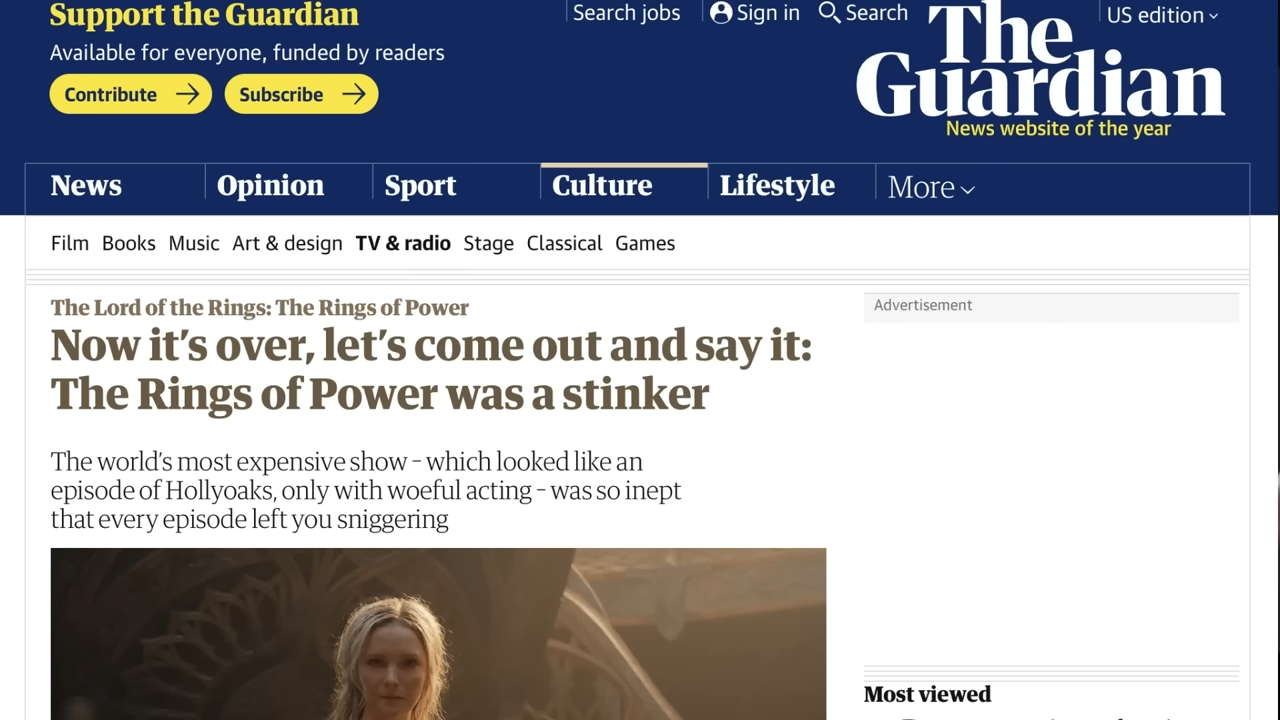 Support the Guardian
Available for everyone, funded by readers
Contribute
Subscribe
Search jobs
Sign in
Search
US edition
The
Guardian
News website of the year
News
Opinion
Sport
Culture
Lifestyle
More
Film Books Music Art & design TV & radio Stage Classical Games
The Lord of the Rings: The Rings of Power
Now it’s over, let’s come out and say it:
The Rings of Power was a stinker
The world’s most expensive show – which looked like an
episode of Hollyoaks, only with woeful acting – was so inept
that every episode left you sniggering
Advertisement
Most viewed